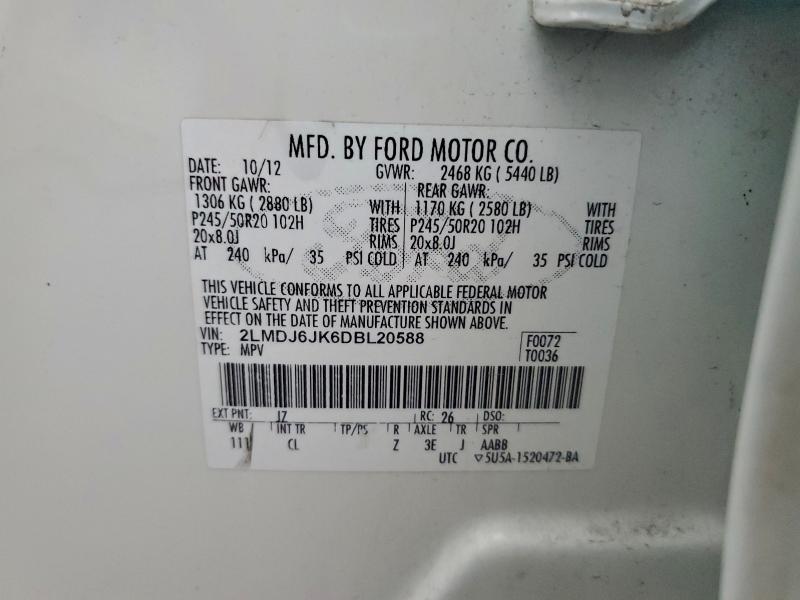 MFD. BY FORD MOTOR CO.
DATE: 10/12 GVWR: 2468 KG ( 5440 LB)
FRONT GAWR: REAR GAWR:
1306 KG ( 2880 LB) WITH 1170 KG ( 2580 LB) WITH
P245/50R20 102H TIRES P245/50R20 102H TIRES
20x8.0J RIMS 20x8.0J RIMS
AT 240 kPa/ 35 PSI COLD AT 240 kPa/ 35 PSI COLD
THIS VEHICLE CONFORMS TO ALL APPLICABLE FEDERAL MOTOR
VEHICLE SAFETY AND THEFT PREVENTION STANDARDS IN
EFFECT ON THE DATE OF MANUFACTURE SHOWN ABOVE.
VIN: 2LMDJ6JK6DBL20588 F0072
TYPE: MPV T0036
EXT PNT: JZ RC: 26 DSO:
WB INT TR TP/PS R AXLE TR SPR
111 CL Z 3E J AABB
UTC ▽5U5A-1520472-BA